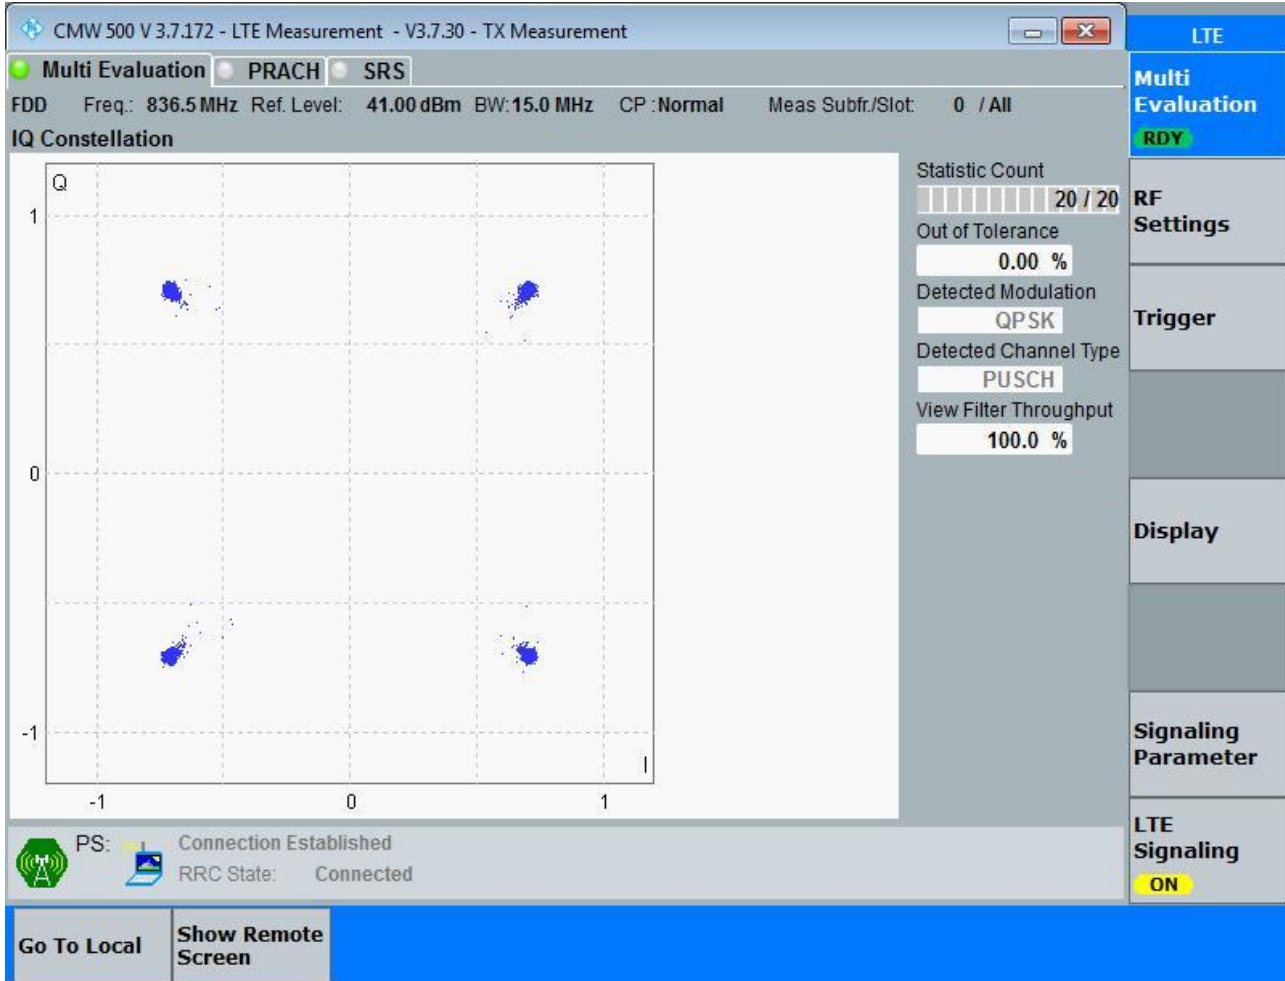 CMW 500 V 3.7.172 - LTE Measurement - V3.7.30 - TX Measurement
LTE
Multi Evaluation PRACH SRS
FDD Freq.: 836.5 MHz Ref. Level: 41.00 dBm BW: 15.0 MHz CP : Normal Meas Subfr./Slot: 0 / All
IQ Constellation
Q
1
0
-1
I
-1 0 1
Statistic Count
20 / 20
Out of Tolerance
0.00 %
Detected Modulation
QPSK
Detected Channel Type
PUSCH
View Filter Throughput
100.0 %
Multi
Evaluation
RDY
RF
Settings
Trigger
Display
Signaling
Parameter
LTE
Signaling
ON
PS: Connection Established
RRC State: Connected
Go To Local
Show Remote
Screen